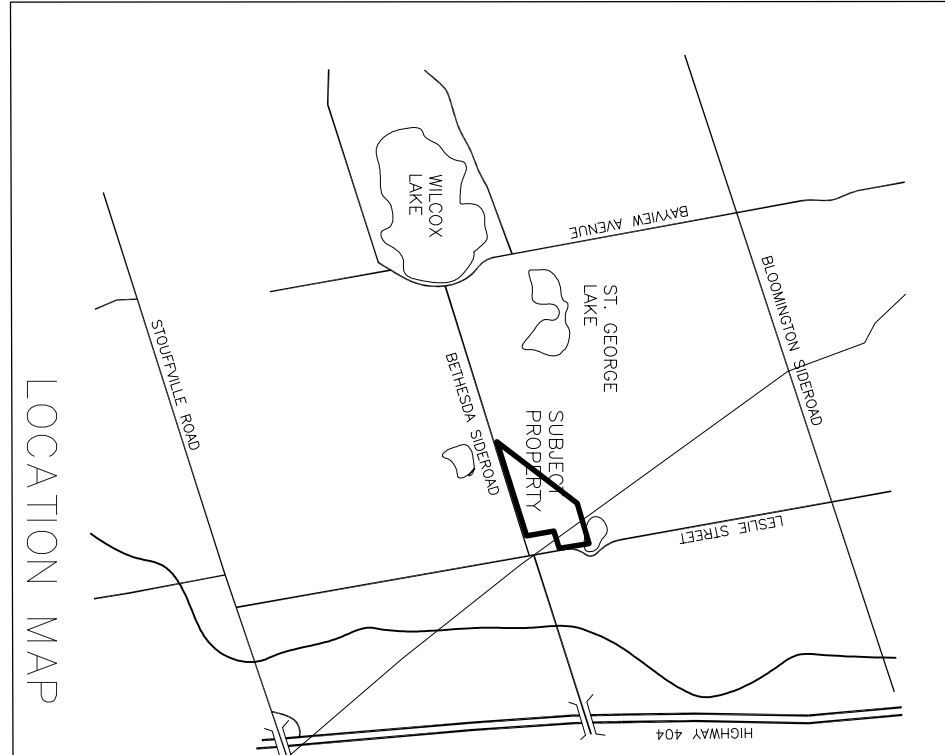 WILCOX
LAKE
BAYVIEW AVENUE
ST. GEORGE
LAKE
BLOOMINGTON SIDEROAD
STOUFFVILLE ROAD
BETHESDA SIDEROAD
SUBJECT
PROPERTY
LESLIE STREET
HIGHWAY 404
LOCATION MAP